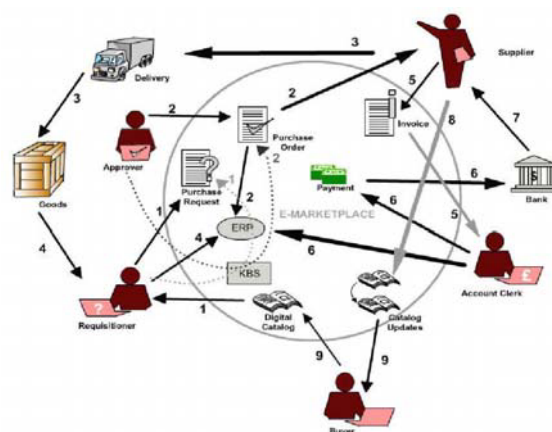 3
Supplier
Delivery
3
2
2
5
Purchase
Order
Invoice
8
7
Approver
2
Purchase
Request
1
Payment
6
$
Bank
Goods
1
2
E-MARKETPLACE
6
5
4
4
ERP
6
KBS
£
Account Clerk
?
Requisitioner
1
Digital
Catalog
Catalog
Updates
9
9
Buyer